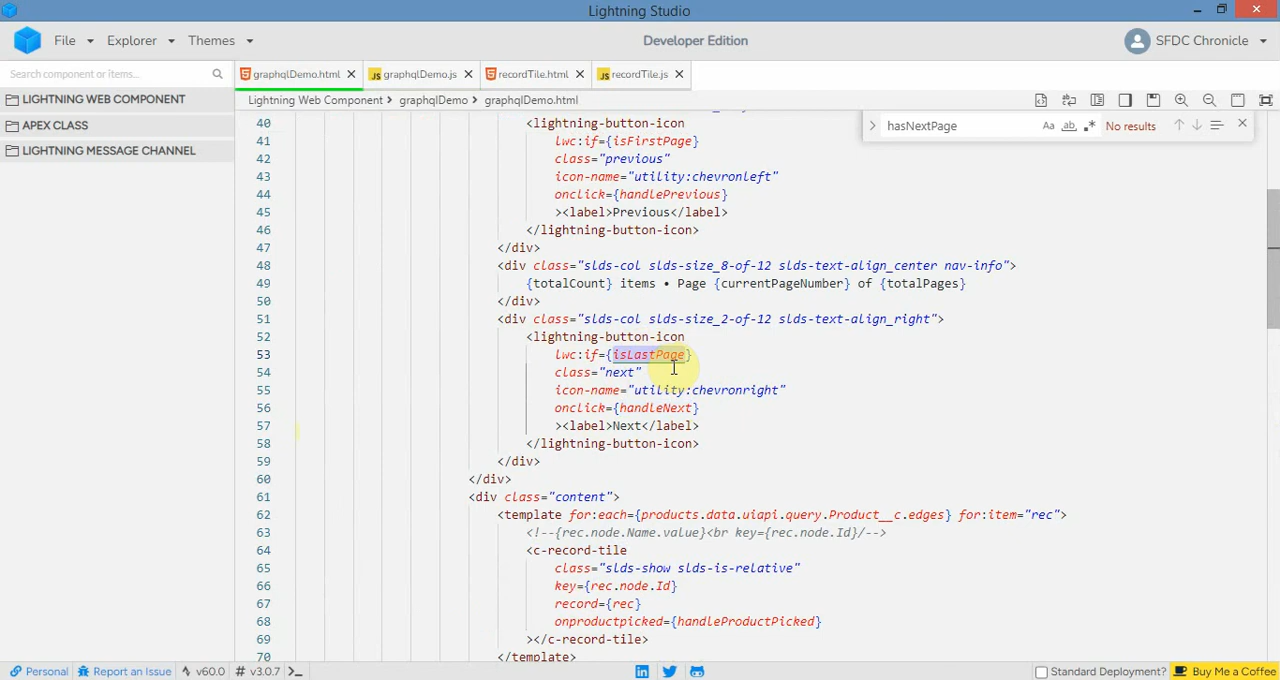 Lightning Studio
File Explorer Themes Developer Edition SFDC Chronicle
Search component or items... graphqlDemo.html graphqlDemo.js recordTile.html recordTile.js
LIGHTNING WEB COMPONENT Lightning Web Component > graphqlDemo > graphqlDemo.html
APEX CLASS
LIGHTNING MESSAGE CHANNEL
hasNextPage Aa ab No results
40 <lightning-button-icon
41 lwc:if={isFirstPage}
42 class="previous"
43 icon-name="utility:chevronleft"
44 onclick={handlePrevious}
45 ><label>Previous</label>
46 </lightning-button-icon>
47 </div>
48 <div class="slds-col slds-size_8-of-12 slds-text-align_center nav-info">
49 {totalCount} items • Page {currentPageNumber} of {totalPages}
50 </div>
51 <div class="slds-col slds-size_2-of-12 slds-text-align_right">
52 <lightning-button-icon
53 lwc:if={isLastPage}
54 class="next"
55 icon-name="utility:chevronright"
56 onclick={handleNext}
57 ><label>Next</label>
58 </lightning-button-icon>
59 </div>
60 </div>
61 <div class="content">
62 <template for:each={products.data.uiapi.query.Product__c.edges} for:item="rec">
63 <!--{rec.node.Name.value}<br key={rec.node.Id}/-->
64 <c-record-tile
65 class="slds-show slds-is-relative"
66 key={rec.node.Id}
67 record={rec}
68 onproductpicked={handleProductPicked}
69 ></c-record-tile>
70 </template>
Personal Report an Issue v60.0 # v3.0.7 Standard Deployment? Buy Me a Coffee